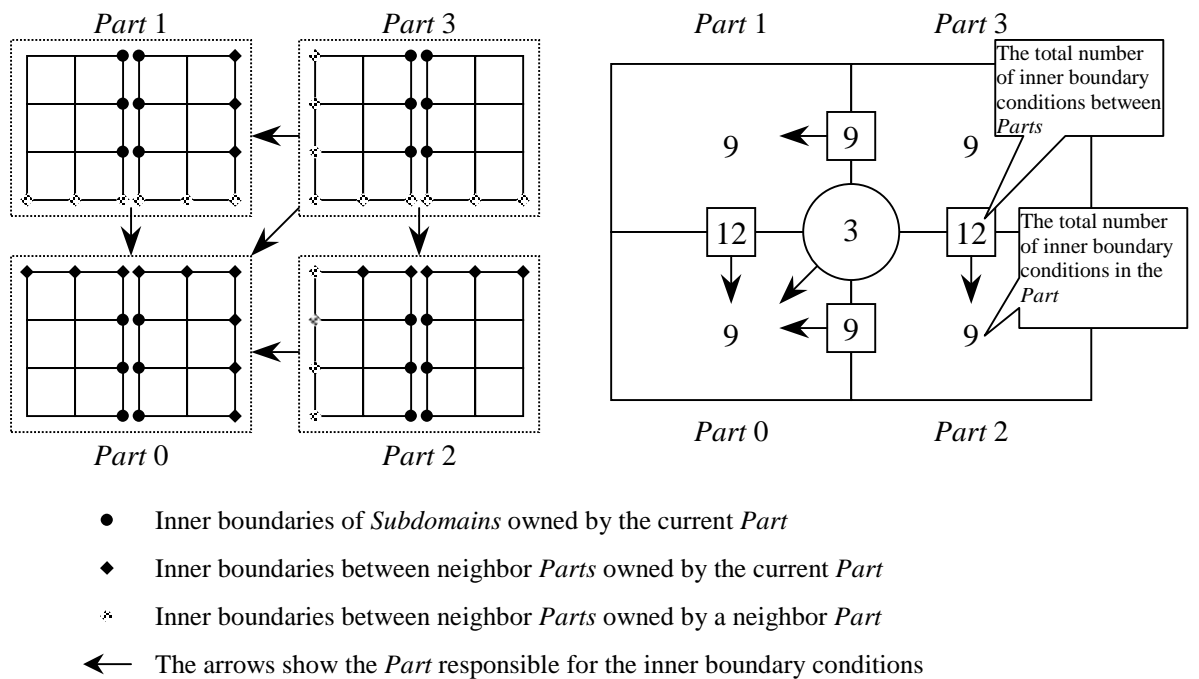 Part 1
Part 3
Part 0
Part 2
Part 1
Part 3
The total number
of inner boundary
conditions between
Parts
9
9
9
12
3
12
The total number
of inner boundary
conditions in the
Part
9
9
9
Part 0
Part 2
Inner boundaries of Subdomains owned by the current Part
Inner boundaries between neighbor Parts owned by the current Part
Inner boundaries between neighbor Parts owned by a neighbor Part
The arrows show the Part responsible for the inner boundary conditions